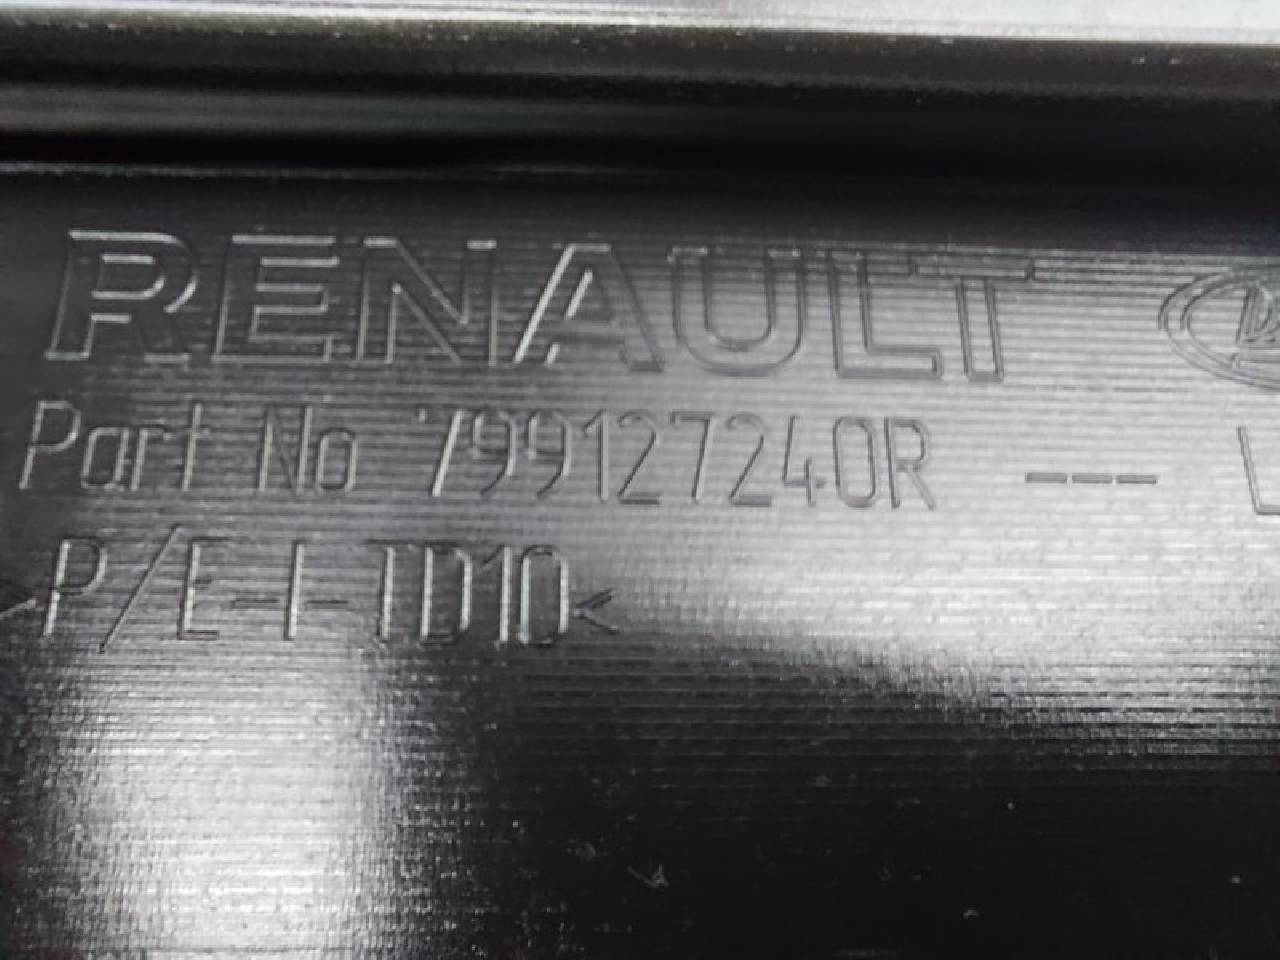 RENAULT
Part No 799127240R --- L
>P/E-I-TD10<